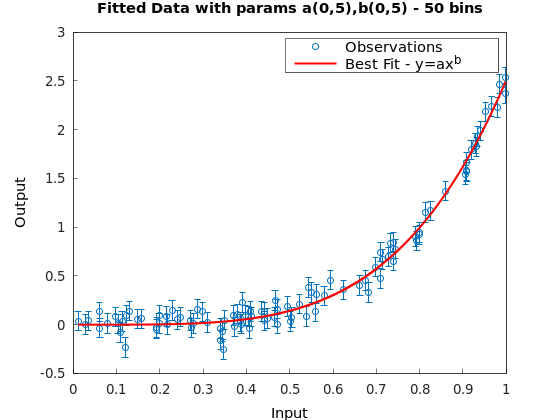 Fitted Data with params a(0,5),b(0,5) - 50 bins
Observations
Best Fit - y=ax^b
3
2.5
2
1.5
1
0.5
0
-0.5
Output
0 0.1 0.2 0.3 0.4 0.5 0.6 0.7 0.8 0.9 1
Input